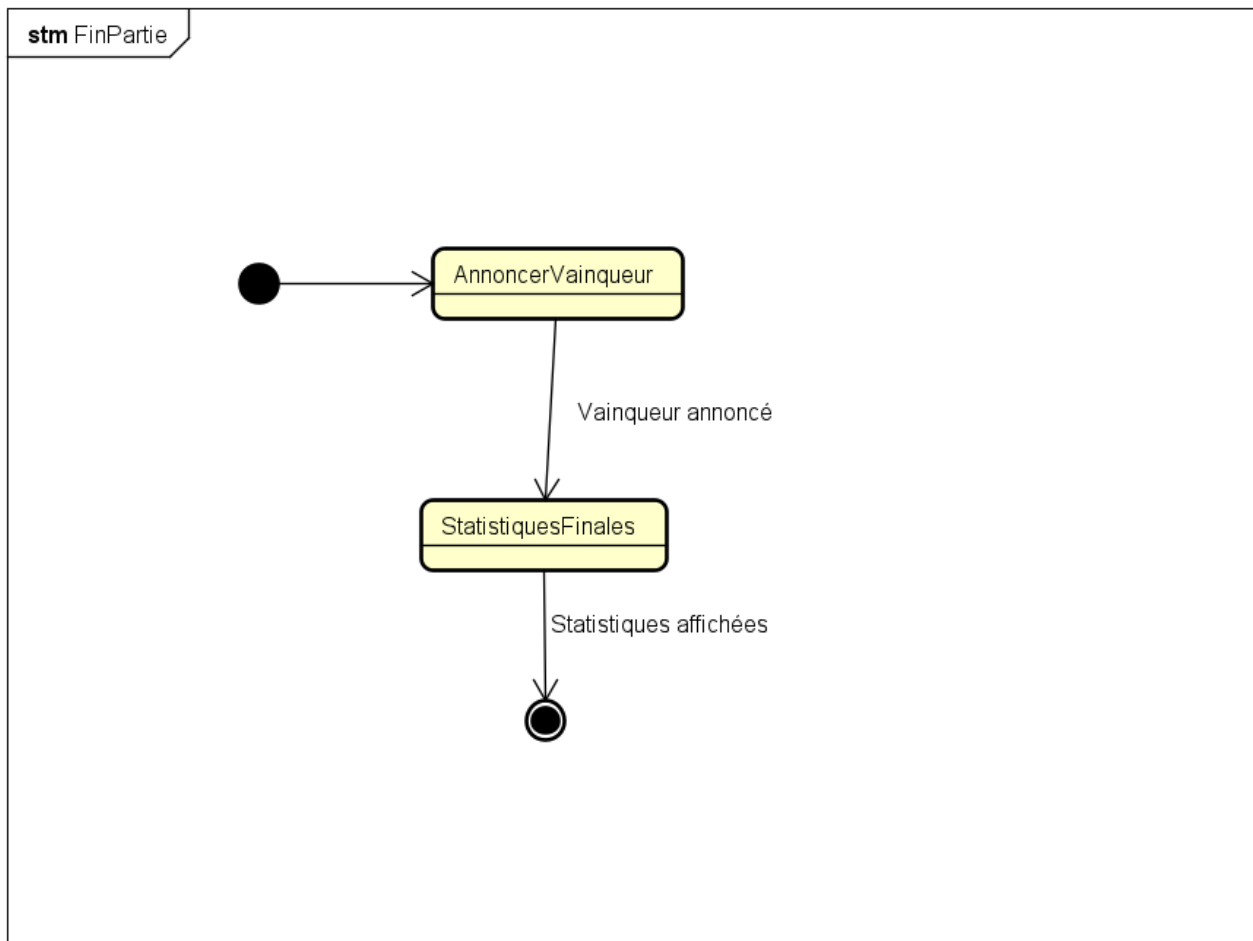 stm FinPartie
AnnoncerVainqueur
Vainqueur annoncé
StatistiquesFinales
Statistiques affichées